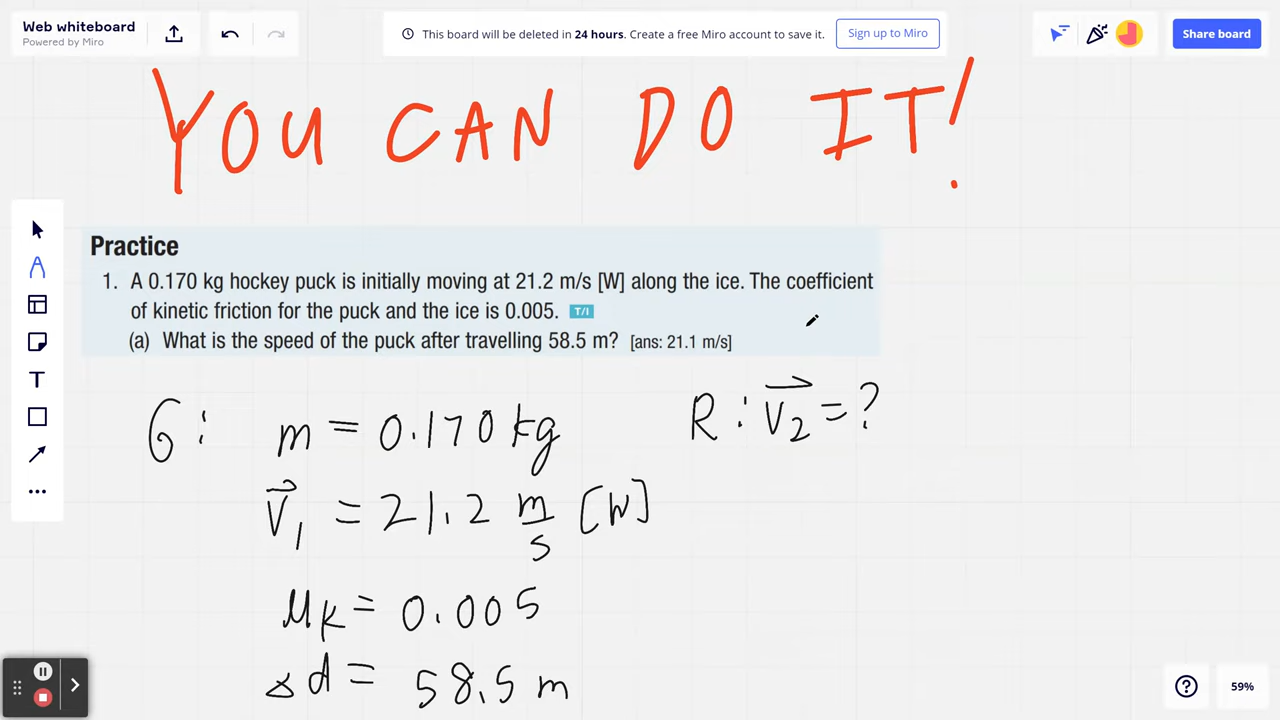 Web whiteboard
Powered by Miro
This board will be deleted in 24 hours. Create a free Miro account to save it.
Sign up to Miro
Share board
YOU CAN DO IT!
Practice
1. A 0.170 kg hockey puck is initially moving at 21.2 m/s [W] along the ice. The coefficient
of kinetic friction for the puck and the ice is 0.005. T/I
(a) What is the speed of the puck after travelling 58.5 m? [ans: 21.1 m/s]
G: m = 0.170 kg
R: v⃗₂ = ?
v⃗₁ = 21.2 m/s [W]
μk = 0.005
Δd = 58.5 m
59%